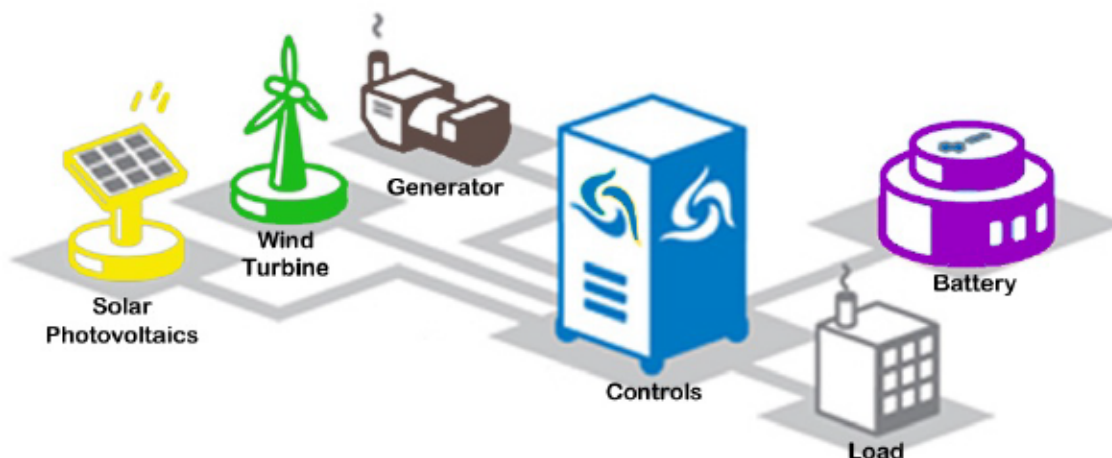 Generator
Wind
Turbine
Solar
Photovoltaics
Battery
Controls
Load